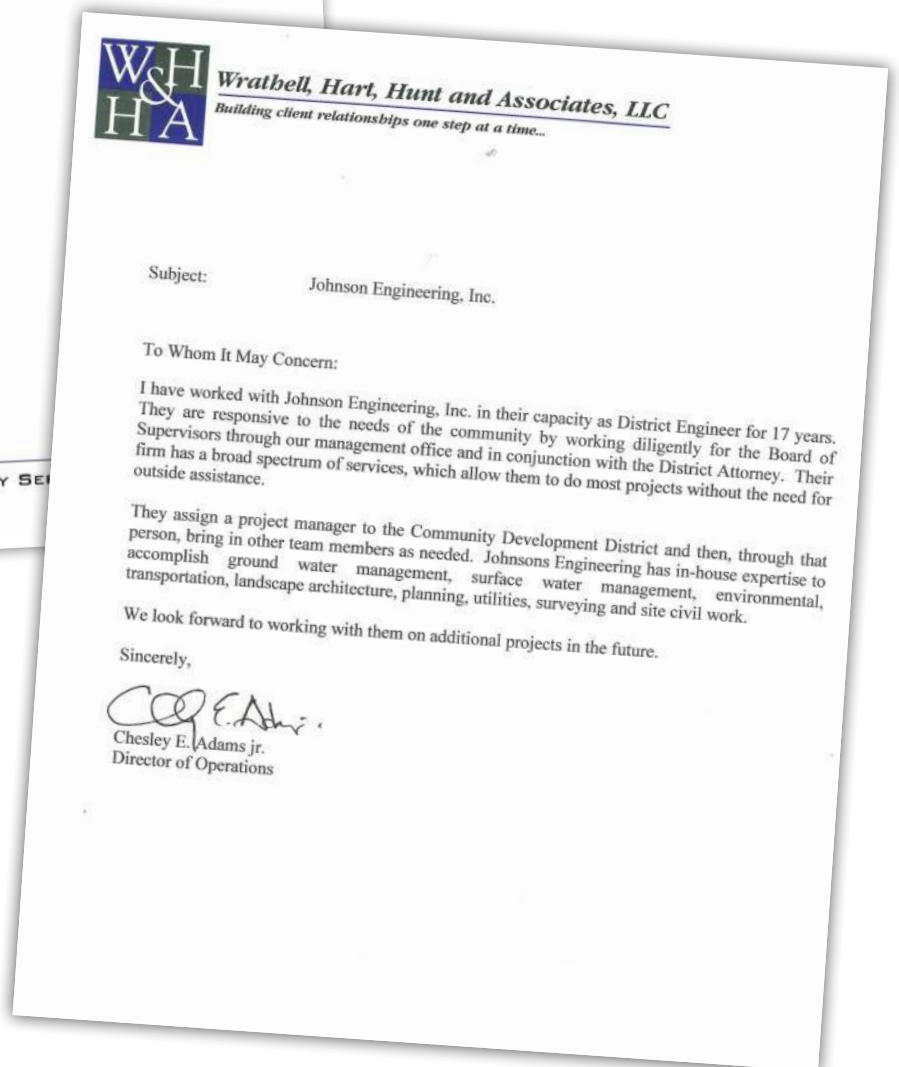 W H
&
H A
Wrathell, Hart, Hunt and Associates, LLC
Building client relationships one step at a time...
Subject: Johnson Engineering, Inc.
To Whom It May Concern:
I have worked with Johnson Engineering, Inc. in their capacity as District Engineer for 17 years.
They are responsive to the needs of the community by working diligently for the Board of
Supervisors through our management office and in conjunction with the District Attorney. Their
firm has a broad spectrum of services, which allow them to do most projects without the need for
outside assistance.
They assign a project manager to the Community Development District and then, through that
person, bring in other team members as needed. Johnsons Engineering has in-house expertise to
accomplish ground water management, surface water management, environmental,
transportation, landscape architecture, planning, utilities, surveying and site civil work.
We look forward to working with them on additional projects in the future.
Sincerely,
Chesley E. Adams jr.
Director of Operations